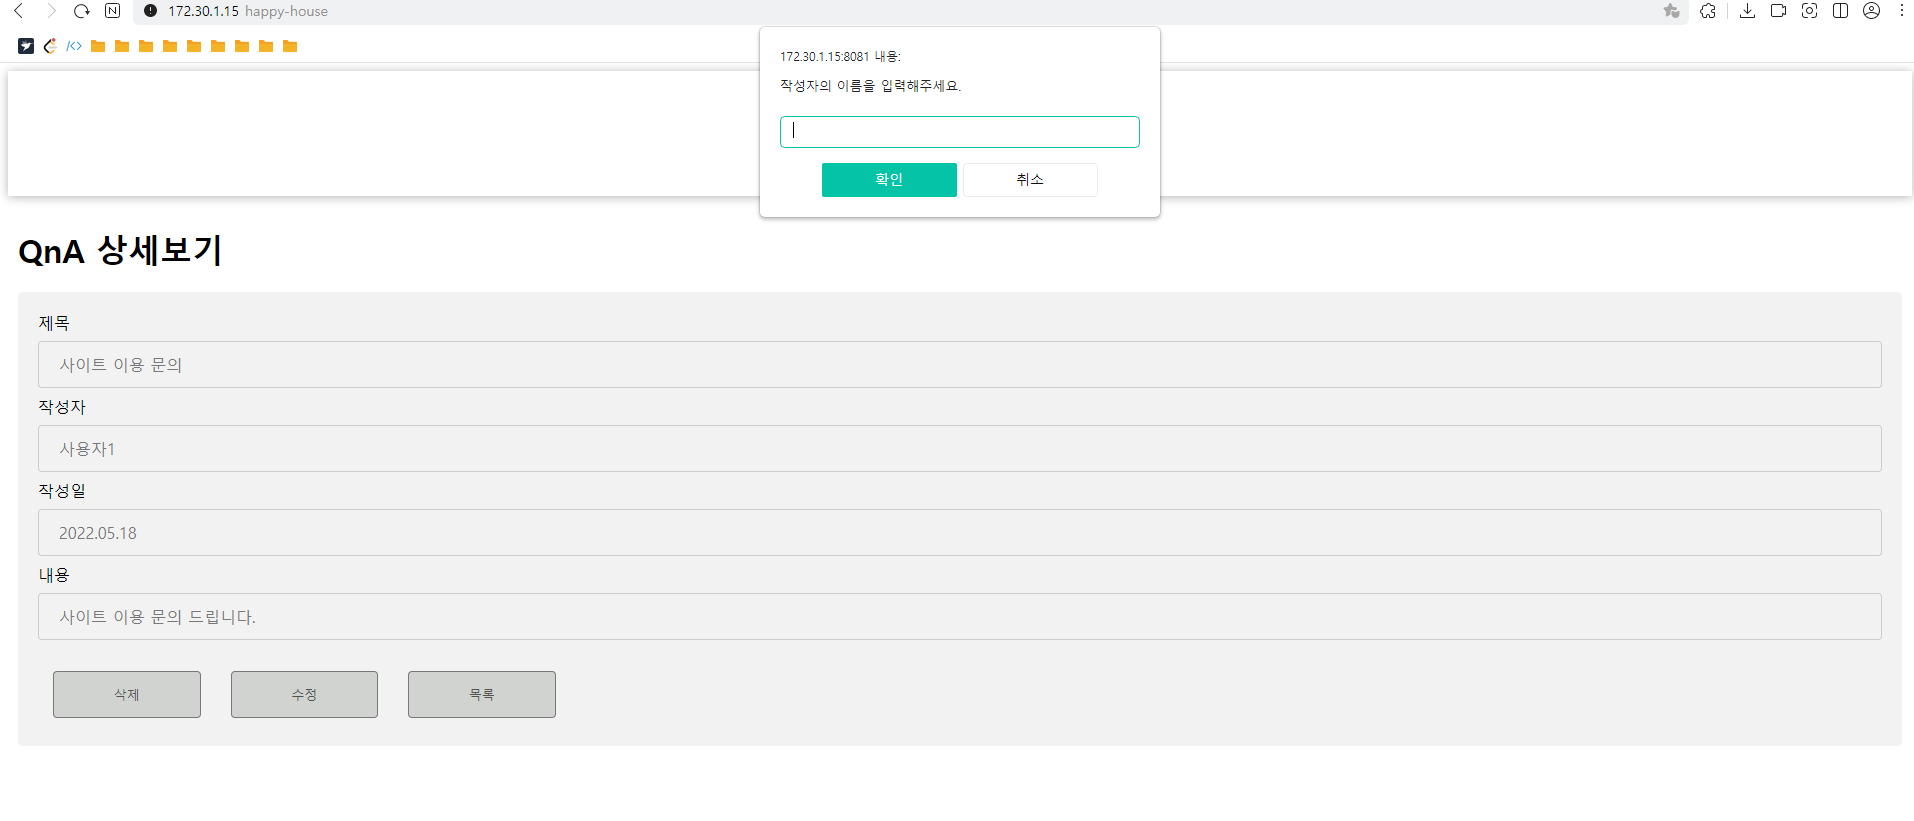 172.30.1.15 happy-house
172.30.1.15:8081 내용:
작성자의 이름을 입력해주세요.
확인 취소
QnA 상세보기
제목
사이트 이용 문의
작성자
사용자1
작성일
2022.05.18
내용
사이트 이용 문의 드립니다.
삭제 수정 목록